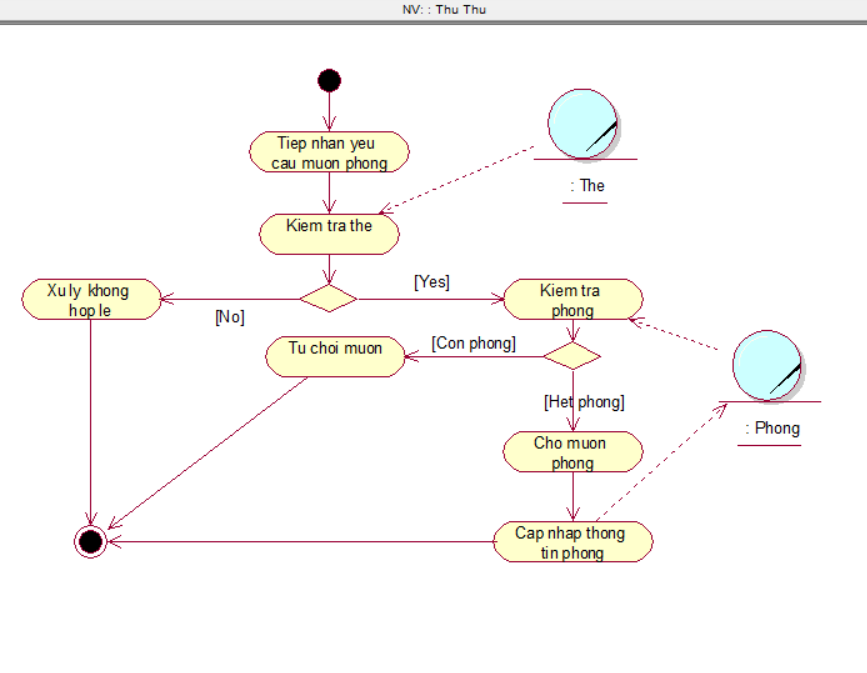 NV: : Thu Thu
Tiep nhan yeu
cau muon phong
: The
Kiem tra the
[Yes]
Xu ly khong
hop le
Kiem tra
phong
[No]
Tu choi muon
[Con phong]
[Het phong]
: Phong
Cho muon
phong
Cap nhap thong
tin phong